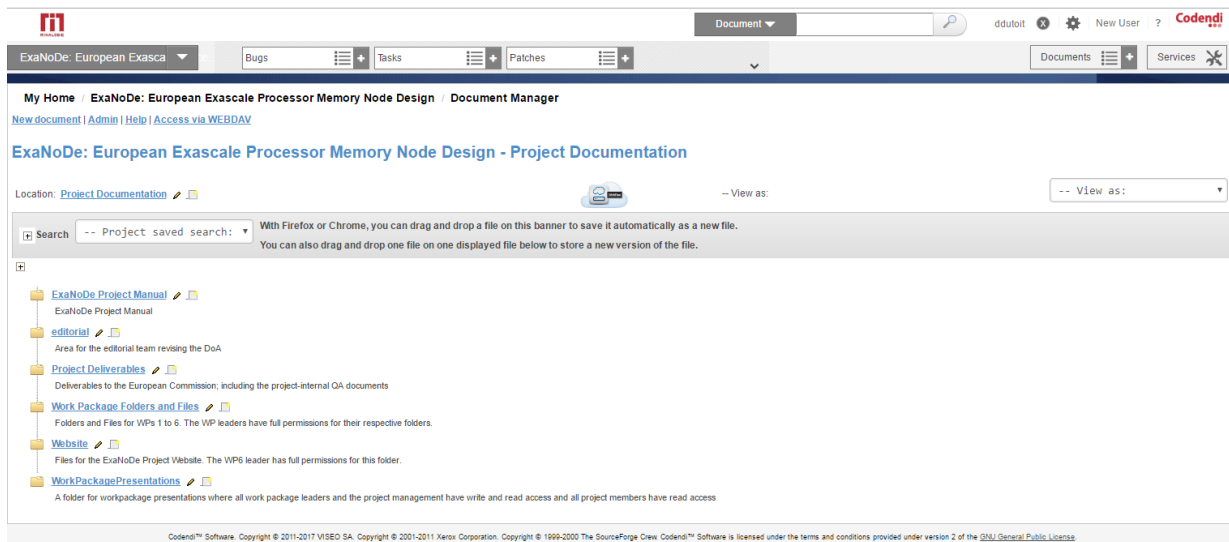 Document
ddutoit X New User ? Codendi
ExaNoDe: European Exasca
Bugs
Tasks
Patches
Documents
Services
My Home / ExaNoDe: European Exascale Processor Memory Node Design / Document Manager
New document | Admin | Help | Access via WEBDAV
ExaNoDe: European Exascale Processor Memory Node Design - Project Documentation
Location: Project Documentation
-- View as:
-- View as:
Search
-- Project saved search:
With Firefox or Chrome, you can drag and drop a file on this banner to save it automatically as a new file.
You can also drag and drop one file on one displayed file below to store a new version of the file.
ExaNoDe Project Manual
ExaNoDe Project Manual
editorial
Area for the editorial team revising the DoA
Project Deliverables
Deliverables to the European Commission; including the project-internal QA documents
Work Package Folders and Files
Folders and Files for WPs 1 to 6. The WP leaders have full permissions for their respective folders.
Website
Files for the ExaNoDe Project Website. The WP6 leader has full permissions for this folder.
WorkPackagePresentations
A folder for workpackage presentations where all work package leaders and the project management have write and read access and all project members have read access
Codendi™ Software. Copyright © 2011-2017 VISEO SA. Copyright © 2001-2011 Xerox Corporation. Copyright © 1999-2000 The SourceForge Crew. Codendi™ Software is licensed under the terms and conditions provided under version 2 of the GNU General Public License.